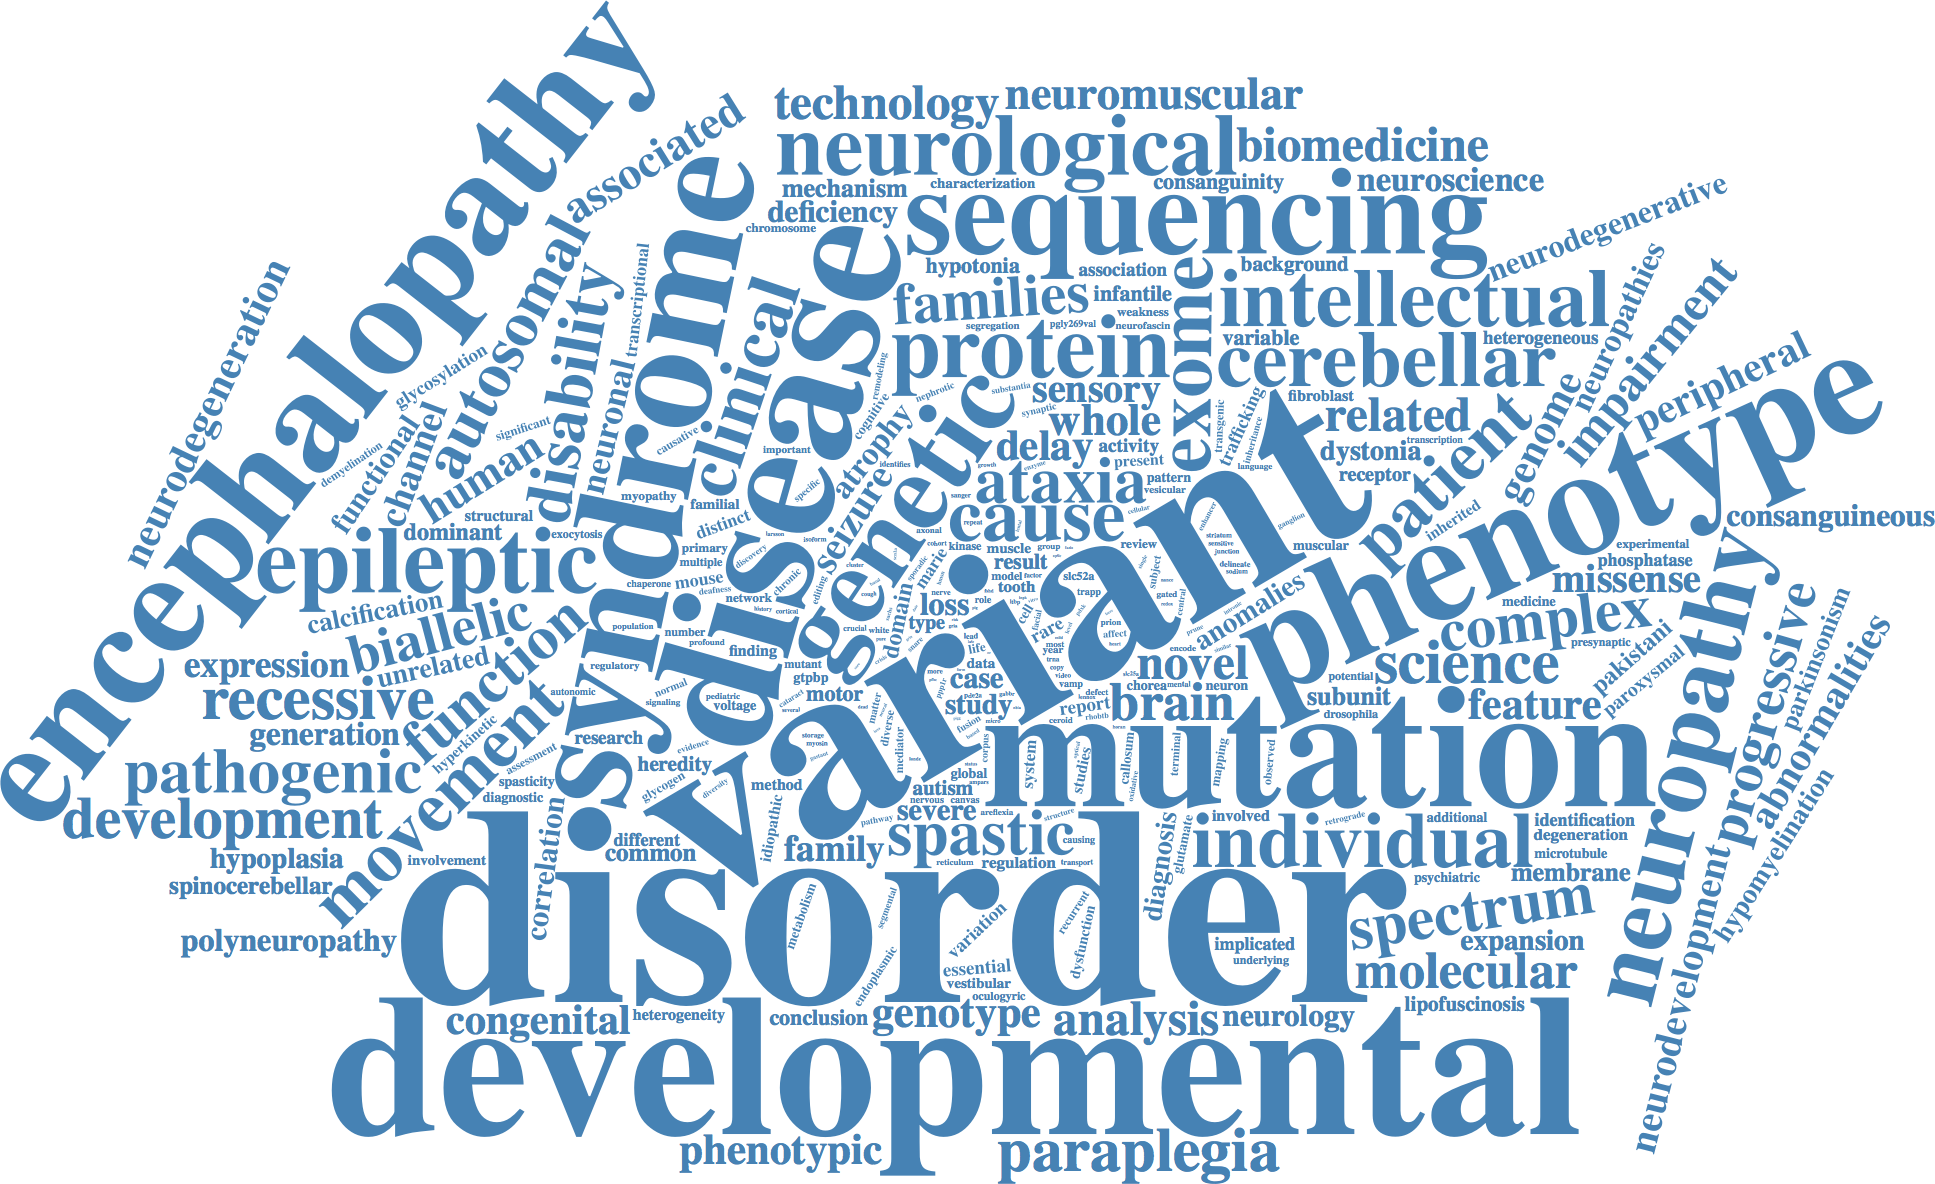 encephalopathy
technology
neuromuscular
neurological
biomedicine
associated
mechanism
characterization
consanguinity
neuroscience
deficiency
sequencing
neurodegenerative
chromosome
syndrome
disease
autosomal
disability
transcriptional
neuronal
clinical
neurodegeneration
hypotonia
association
background
families
infantile
exome
intellectual
neuropathies
impairment
weakness
segregation
pgly269val
neurofascin
variable
heterogeneous
protein
cerebellar
peripheral
glycosylation
remodeling
nephrotic
substantia
sensory
synaptic
cognitive
fibroblast
genome
phenotype
functional
channel
significant
causative
important
atrophy
genetic
whole
trafficking
transgenic
inheritance
related
patient
demyelination
human
delay
activity
transcription
dystonia
language
receptor
specific
identifies
growth
enzyme
present
ataxia
pattern
vesicular
variant
myopathy
familial
seizure
sanger
cause
cellular
enhancer
ganglion
inherited
consanguineous
structural
dominant
exocytosis
distinct
larsson
isoform
axonal
repeat
epileptic
primary
multiple
discovery
cohort
kinase
muscle
group
review
striatum
sensitive
junction
muscular
experimental
phosphatase
chaperone
mouse
deafness
chronic
cluster
sporadic
marie
result
model
factor
slc52a
subject
delineate
sodium
anomalies
missense
calcification
network
history
cortical
editing
domain
nerve
tooth
trapp
gated
central
medicine
complex
biallelic
population
number
profound
crucial
white
loss
type
role
cell
facial
rare
prion
affect
presynaptic
pakistani
neuropathy
progressive
parkinsonism
expression
unrelated
function
regulatory
finding
mutant
gtpbp
lead
life
data
year
encode
novel
science
paroxysmal
abnormalities
recessive
autonomic
normal
signaling
pediatric
voltage
cataract
several
motor
case
study
video
vamp
chorea
mental
neuron
potential
subunit
drosophila
feature
generation
hyperkinetic
movement
research
evidence
storage
myosin
matter
diverse
fusion
report
defect
ceroid
rhobtb
brain
mutation
pathogenic
assessment
spasticity
diagnostic
heredity
glycogen
diversity
method
mediator
corpus
global
system
studies
callosum
oxidative
terminal
mapping
observed
hypomyelination
development
correlation
idiopathic
autism
nervous
canvas
severe
areflexia
structure
pathway
involved
retrograde
additional
identification
degeneration
hypoplasia
involvement
different
common
family
spastic
causing
reticulum
regulation
transport
diagnosis
glutamate
individual
microtubule
membrane
spinocerebellar
psychiatric
neurodevelopment
disorder
metabolism
segmental
variation
recurrent
dysfunction
spectrum
polyneuropathy
endoplasmic
implicated
underlying
expansion
essential
vestibular
oculogyric
molecular
lipofuscinosis
congenital
heterogeneity
conclusion
genotype
analysis
neurology
developmental
phenotypic
paraplegia